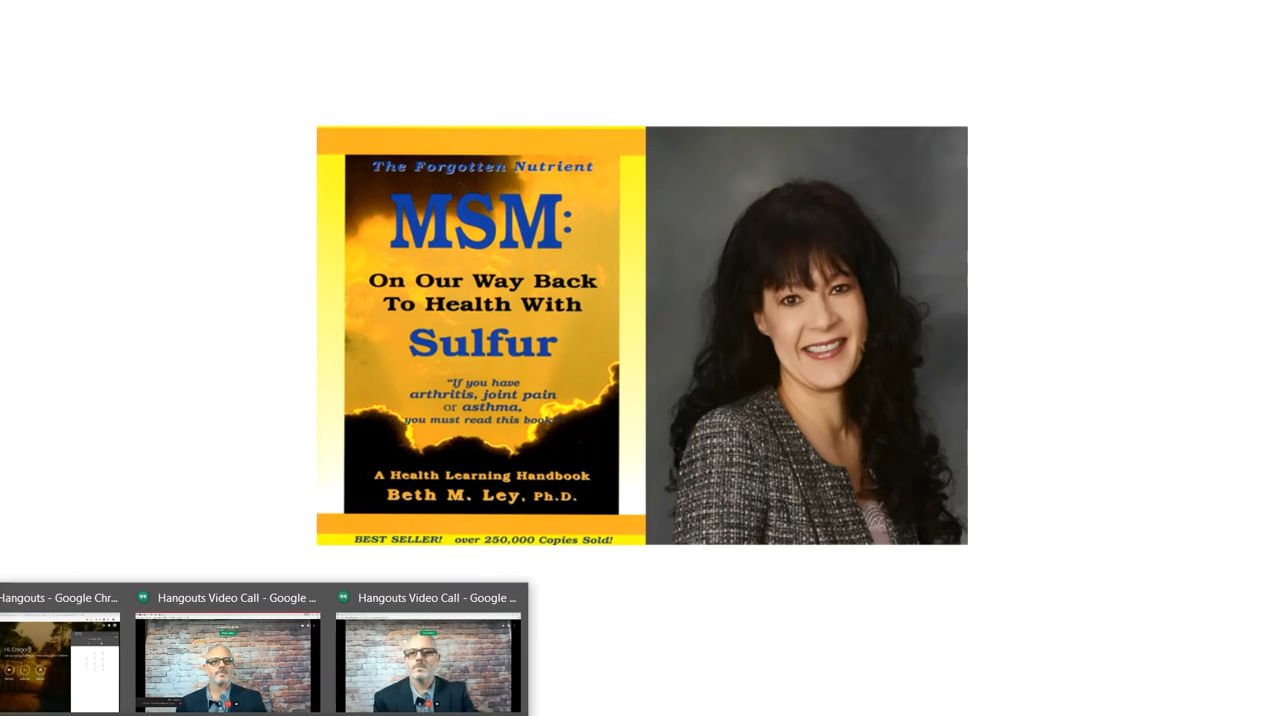 The Forgotten Nutrient
MSM:
On Our Way Back
To Health With
Sulfur
"If you have
arthritis, joint pain
or asthma,
you must read this book
A Health Learning Handbook
Beth M. Ley, Ph.D.
BEST SELLER! over 250,000 Copies Sold!
Hangouts - Google Chr...
Hangouts Video Call - Google ...
Hangouts Video Call - Google ...
Hi, Gregory